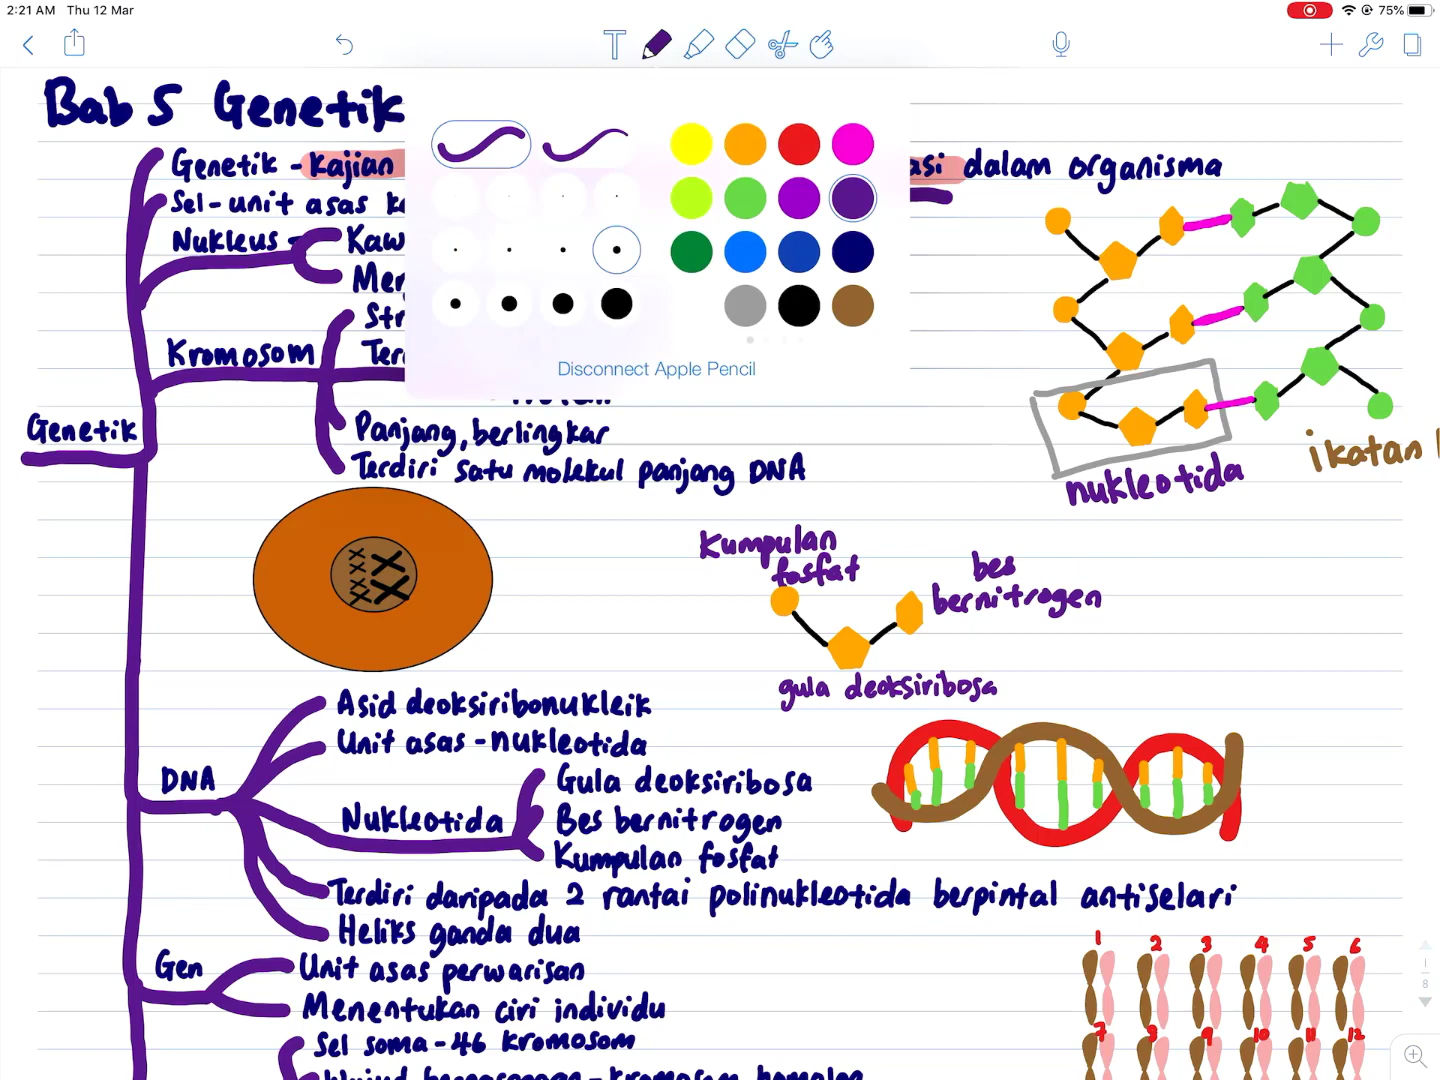 2:21 AM Thu 12 Mar
75%
T
Bab 5 Genetik
Genetik - kajian
asi dalam organisma
Sel - unit asas
Nukleus -
Kromosom
Genetik
Panjang, berlingkar
Terdiri satu molekul panjang DNA
Disconnect Apple Pencil
nukleotida
ikatan
Kumpulan
fosfat
bes
bernitrogen
gula deoksiribosa
DNA
Asid deoksiribonukleik
Unit asas - nukleotida
Nukleotida
Gula deoksiribosa
Bes bernitrogen
Kumpulan fosfat
Terdiri daripada 2 rantai polinukleotida berpintal antiselari
Heliks ganda dua
Gen
Unit asas perwarisan
Menentukan ciri individu
Sel soma - 46 kromosom
1 2 3 4 5 6
7 8 9 10 11 12
1
8